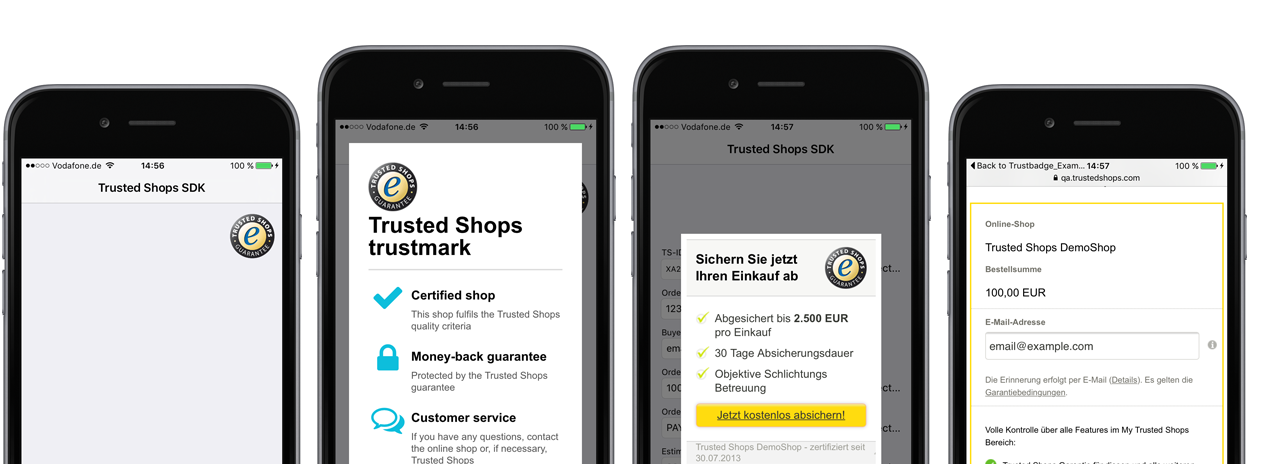 Vodafone.de 14:56 100 %
Trusted Shops SDK
TRUSTED SHOPS
e
GUARANTEE
Vodafone.de 14:56 100 %
TRUSTED SHOPS
e
GUARANTEE
Trusted Shops
trustmark
Certified shop
This shop fulfils the Trusted Shops
quality criteria
Money-back guarantee
Protected by the Trusted Shops
guarantee
Customer service
If you have any questions, contact
the online shop or, if necessary,
Trusted Shops
Vodafone.de 14:57 100 %
Trusted Shops SDK
TS-ID
XA2
Orde
123
Buye
ema
Orde
100
ect...
Orde
PAY
ct...
Estim
Sichern Sie jetzt
Ihren Einkauf ab
TRUSTED SHOPS
e
GUARANTEE
Abgesichert bis 2.500 EUR
pro Einkauf
30 Tage Absicherungsdauer
Objektive Schlichtungs
Betreuung
Jetzt kostenlos absichern!
Trusted Shops DemoShop - zertifiziert seit
30.07.2013
Back to Trustbadge_Exam... 14:57 100 %
qa.trustedshops.com
Online-Shop
Trusted Shops DemoShop
Bestellsumme
100,00 EUR
E-Mail-Adresse
email@example.com
Die Erinnerung erfolgt per E-Mail (Details). Es gelten die
Garantiebedingungen.
Volle Kontrolle über alle Features im My Trusted Shops
Bereich: